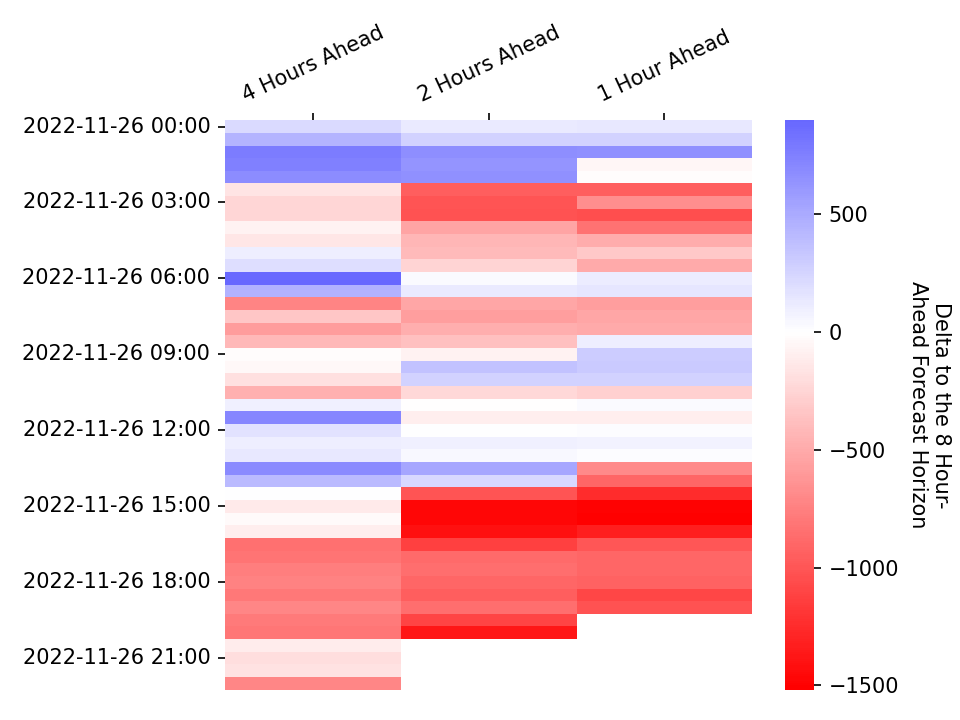 4 Hours Ahead
2 Hours Ahead
1 Hour Ahead
2022-11-26 00:00
2022-11-26 03:00
2022-11-26 06:00
2022-11-26 09:00
2022-11-26 12:00
2022-11-26 15:00
2022-11-26 18:00
2022-11-26 21:00
500
0
−500
−1000
−1500
Delta to the 8 Hour-
Ahead Forecast Horizon